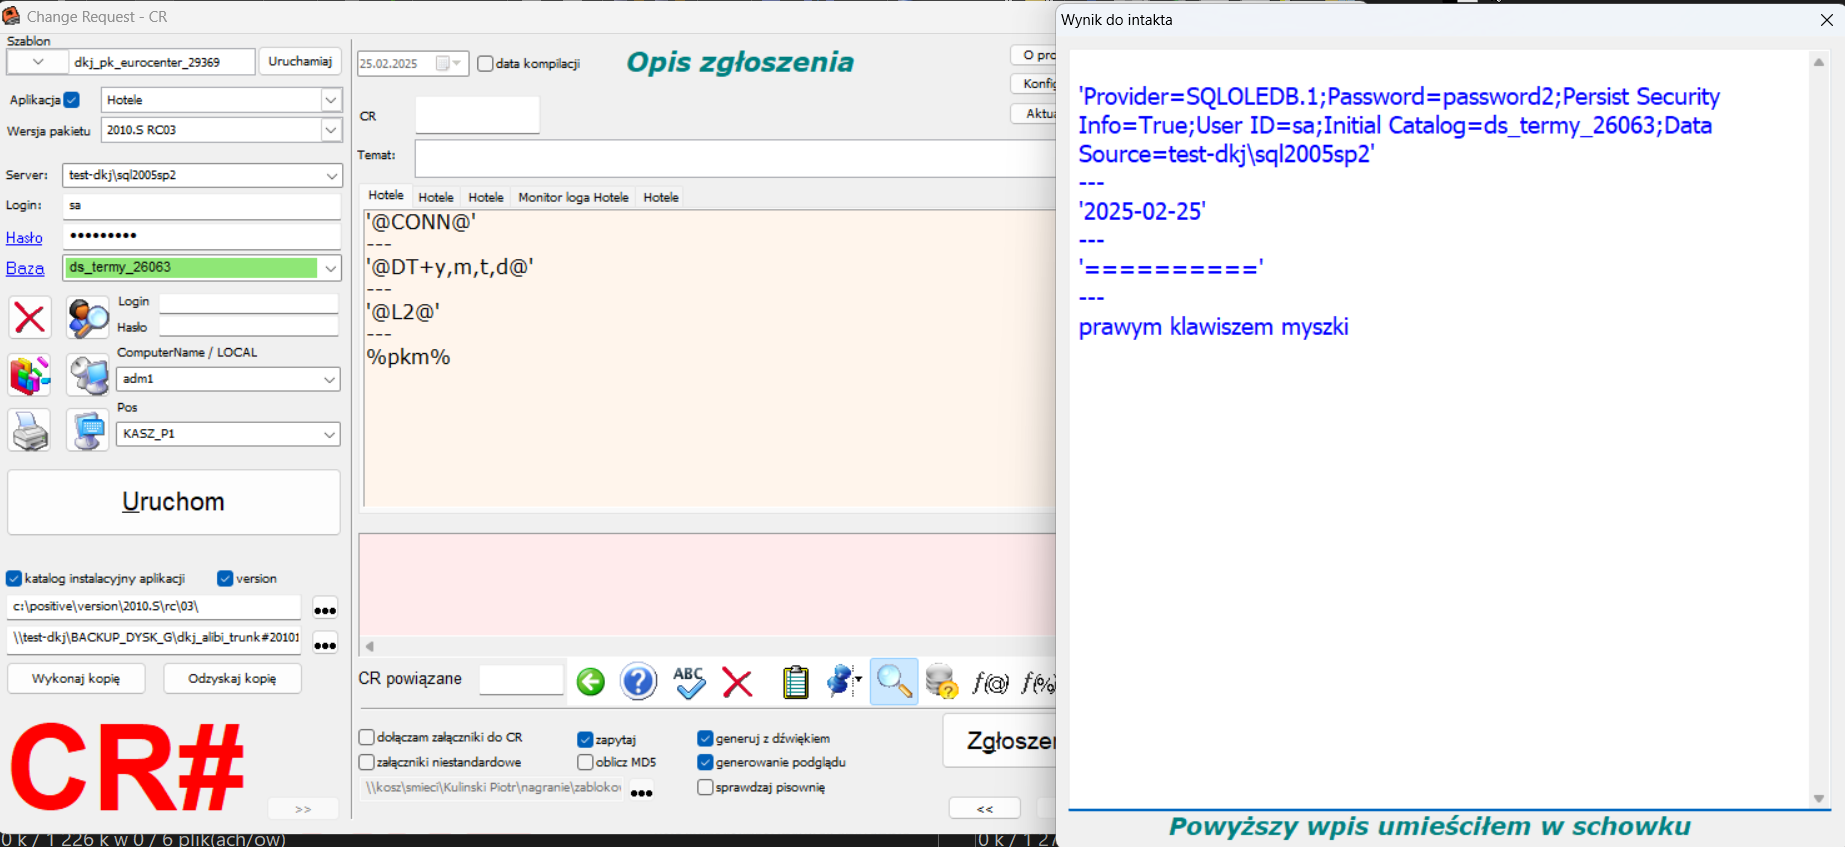 Change Request - CR
Szablon
dkj_pk_eurocenter_29369
Uruchamiaj
Aplikacja
Hotele
Wersja pakietu
2010.S RC03
Server:
test-dkj\sql2005sp2
Login:
sa
Hasło
•••••••••
Baza
ds_termy_26063
Login
Hasło
ComputerName / LOCAL
adm1
Pos
KASZ_P1
Uruchom
katalog instalacyjny aplikacji
version
c:\positive\version\2010.S\rc\03\
\\test-dkj\BACKUP_DYSK_G\dkj_alibi_trunk#20101
Wykonaj kopię
Odzyskaj kopię
CR#
>>
25.02.2025
data kompilacji
Opis zgłoszenia
O pro
Konfig
Aktua
CR
Temat:
Hotele
Hotele
Hotele
Monitor loga Hotele
Hotele
'@CONN@'
---
'@DT+y,m,t,d@'
---
'@L2@'
---
%pkm%
CR powiązane
ABC
f(@)
f(%
dołączam załączniki do CR
zapytaj
generuj z dźwiękiem
załączniki niestandardowe
oblicz MD5
generowanie podglądu
\\kosz\smieci\Kulinski Piotr\nagranie\zabloko
sprawdzaj pisownię
Zgłoszen
<<
Wynik do intakta
'Provider=SQLOLEDB.1;Password=password2;Persist Security
Info=True;User ID=sa;Initial Catalog=ds_termy_26063;Data
Source=test-dkj\sql2005sp2'
---
'2025-02-25'
---
'=========='
---
prawym klawiszem myszki
Powyższy wpis umieściłem w schowku
0 k / 1 226 k w 0 / 6 plik(ach/ow)
0 k / 1 27